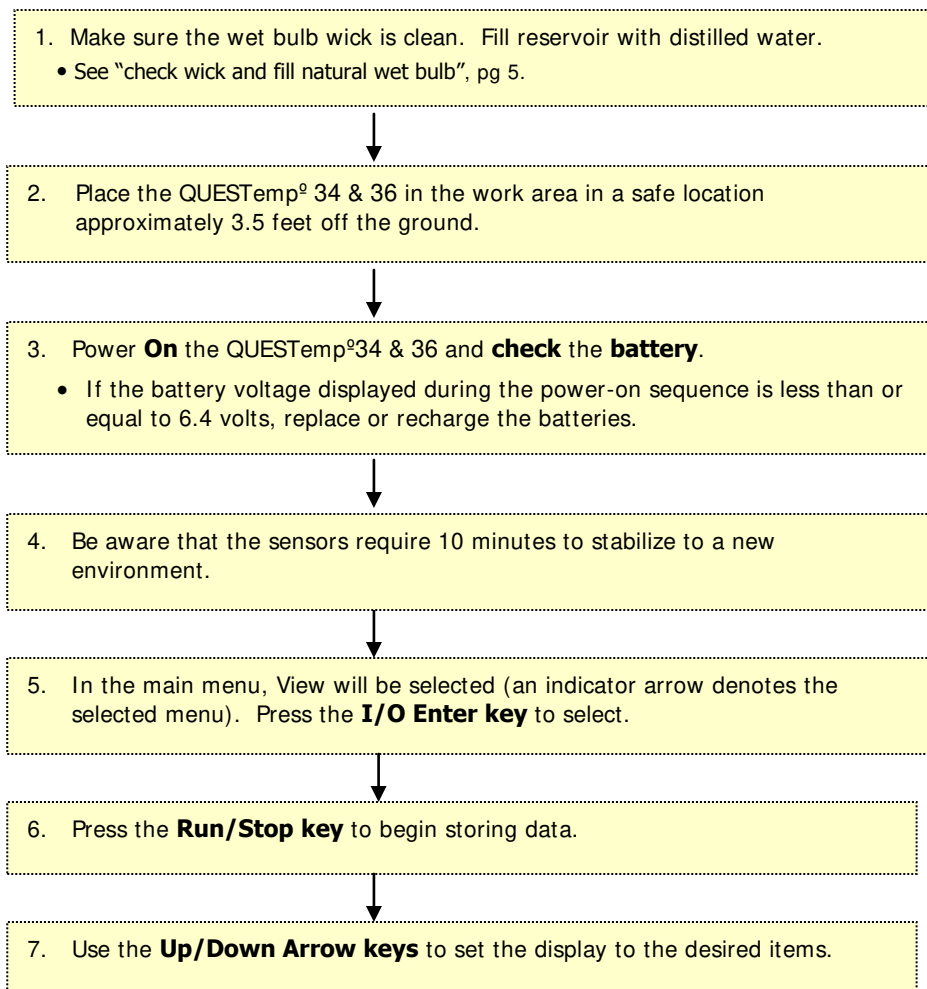 1. Make sure the wet bulb wick is clean. Fill reservoir with distilled water.
• See “check wick and fill natural wet bulb”, pg 5.
2. Place the QUESTempº 34 & 36 in the work area in a safe location
approximately 3.5 feet off the ground.
3. Power On the QUESTempº34 & 36 and check the battery.
• If the battery voltage displayed during the power-on sequence is less than or
equal to 6.4 volts, replace or recharge the batteries.
4. Be aware that the sensors require 10 minutes to stabilize to a new
environment.
5. In the main menu, View will be selected (an indicator arrow denotes the
selected menu). Press the I/O Enter key to select.
6. Press the Run/Stop key to begin storing data.
7. Use the Up/Down Arrow keys to set the display to the desired items.